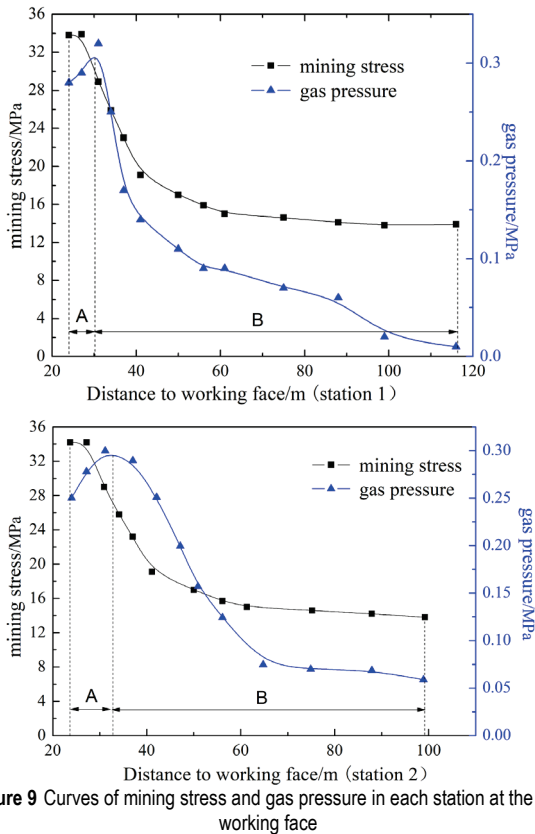 36
32
28
24
20
16
12
8
4
0
mining stress/MPa
mining stress
gas pressure
0.3
0.2
0.1
0.0
gas pressure/MPa
A
B
20 40 60 80 100 120
Distance to working face/m (station 1)
36
32
28
24
20
16
12
8
4
0
mining stress/MPa
mining stress
gas pressure
0.30
0.25
0.20
0.15
0.10
0.05
0.00
gas pressure/MPa
A
B
20 40 60 80 100
Distance to working face/m (station 2)
ure 9 Curves of mining stress and gas pressure in each station at the
working face